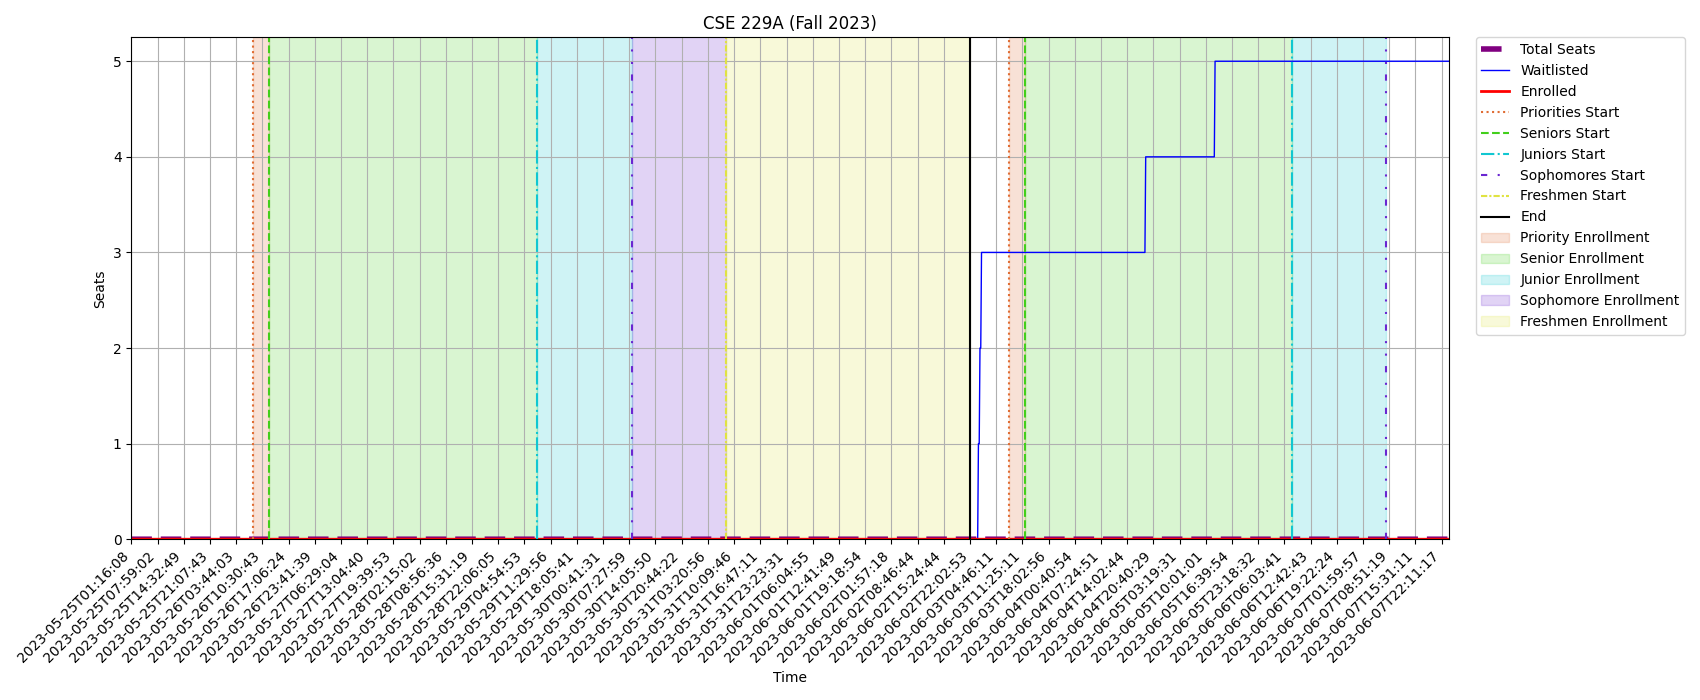 CSE 229A (Fall 2023)
Seats
5
4
3
2
1
0
2023-05-25T01:16:08
2023-05-25T07:59:02
2023-05-25T14:32:49
2023-05-25T21:07:43
2023-05-26T03:44:03
2023-05-26T10:30:43
2023-05-26T17:06:24
2023-05-26T23:41:39
2023-05-27T06:29:04
2023-05-27T13:04:40
2023-05-27T19:39:53
2023-05-28T02:15:02
2023-05-28T08:56:36
2023-05-28T15:31:19
2023-05-28T22:06:05
2023-05-29T04:54:53
2023-05-29T11:29:56
2023-05-29T18:05:41
2023-05-30T00:41:31
2023-05-30T07:27:59
2023-05-30T14:05:50
2023-05-30T20:44:22
2023-05-31T03:20:56
2023-05-31T10:09:46
2023-05-31T16:47:11
2023-05-31T23:23:31
2023-06-01T06:04:55
2023-06-01T12:41:49
2023-06-01T19:18:54
2023-06-02T01:57:18
2023-06-02T08:46:44
2023-06-02T15:24:44
2023-06-02T22:02:53
2023-06-03T04:46:11
2023-06-03T11:25:11
2023-06-03T18:02:56
2023-06-04T00:40:54
2023-06-04T07:24:51
2023-06-04T14:02:44
2023-06-04T20:40:29
2023-06-05T03:19:31
2023-06-05T10:01:01
2023-06-05T16:39:54
2023-06-05T23:18:32
2023-06-06T06:03:41
2023-06-06T12:42:43
2023-06-06T19:22:24
2023-06-07T01:59:57
2023-06-07T08:51:19
2023-06-07T15:31:11
2023-06-07T22:11:17
Time
Total Seats
Waitlisted
Enrolled
Priorities Start
Seniors Start
Juniors Start
Sophomores Start
Freshmen Start
End
Priority Enrollment
Senior Enrollment
Junior Enrollment
Sophomore Enrollment
Freshmen Enrollment